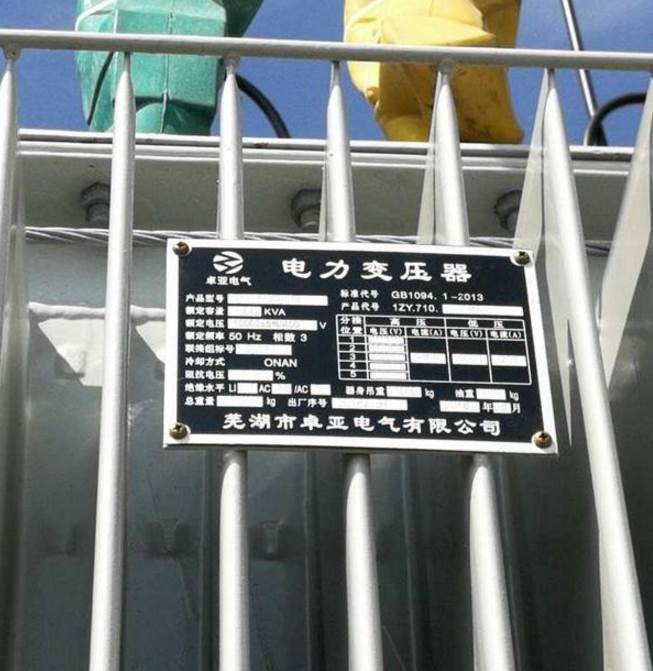 卓亚电气
电力变压器
产品型号
标准代号 GB1094. 1-2013
额定容量 KVA
产品代号 1ZY.710.
额定电压 V
额定频率 50 Hz 相数 3
联接组标号
冷却方式 ONAN
阻抗电压 %
分接位置 高压 低压
电压(V) 电流(A) 电压(V) 电流(A)
1
2
3
4
5
绝缘水平 LI AC /AC 器身吊重 kg 油重 kg
总重量 kg 出厂序号 年 月
芜湖市卓亚电气有限公司